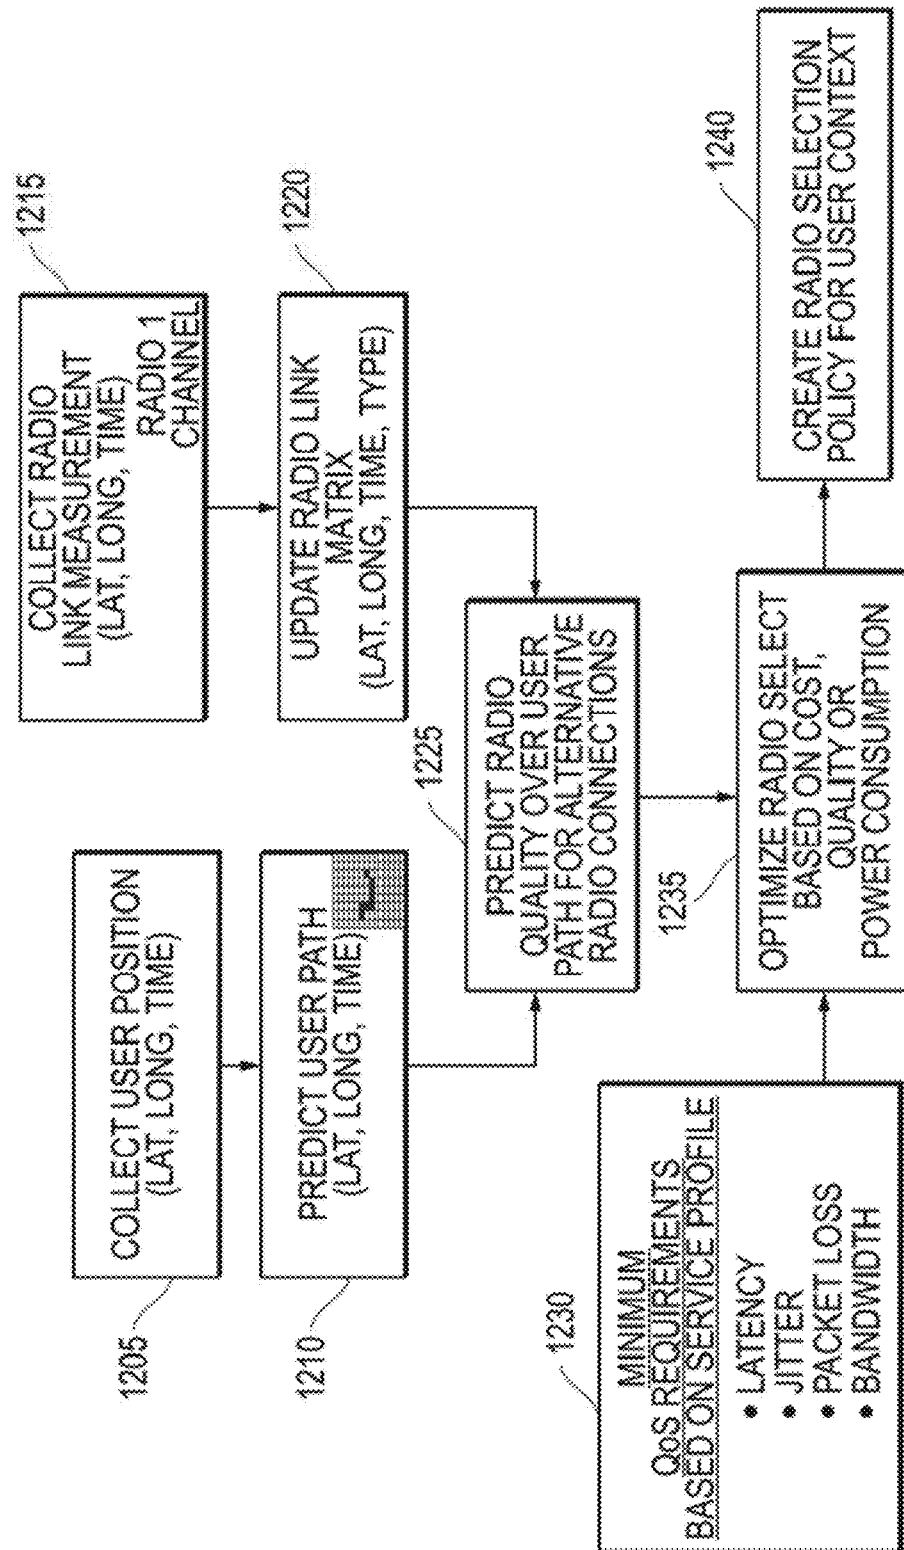 1205
COLLECT USER POSITION
(LAT, LONG, TIME)
1210
PREDICT USER PATH
(LAT, LONG, TIME)
1215
COLLECT RADIO
LINK MEASUREMENT
(LAT, LONG, TIME)
RADIO 1
CHANNEL
1220
UPDATE RADIO LINK
MATRIX
(LAT, LONG, TIME, TYPE)
1225
PREDICT RADIO
QUALITY OVER USER
PATH FOR ALTERNATIVE
RADIO CONNECTIONS
1230
MINIMUM
QoS REQUIREMENTS
BASED ON SERVICE PROFILE
• LATENCY
• JITTER
• PACKET LOSS
• BANDWIDTH
1235
OPTIMIZE RADIO SELECT
BASED ON COST,
QUALITY OR
POWER CONSUMPTION
1240
CREATE RADIO SELECTION
POLICY FOR USER CONTEXT